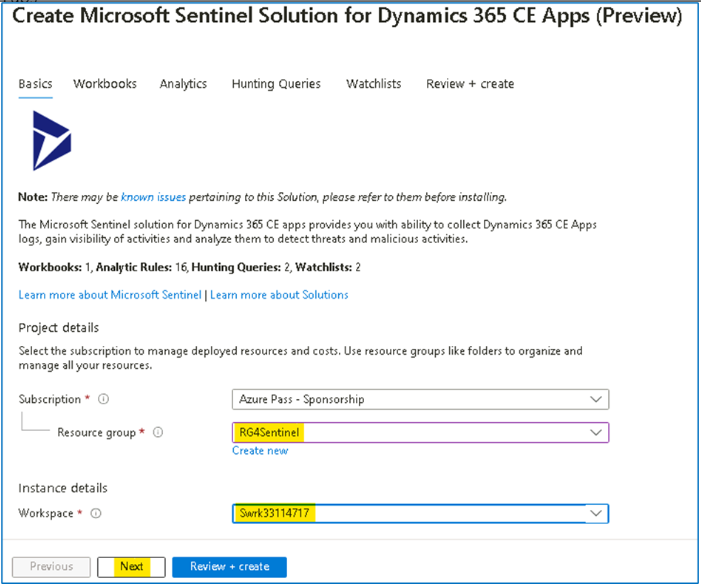 Create Microsoft Sentinel Solution for Dynamics 365 CE Apps (Preview)
Basics Workbooks Analytics Hunting Queries Watchlists Review + create
Note: There may be known issues pertaining to this Solution, please refer to them before installing.
The Microsoft Sentinel solution for Dynamics 365 CE apps provides you with ability to collect Dynamics 365 CE Apps
logs, gain visibility of activities and analyze them to detect threats and malicious activities.
Workbooks: 1, Analytic Rules: 16, Hunting Queries: 2, Watchlists: 2
Learn more about Microsoft Sentinel | Learn more about Solutions
Project details
Select the subscription to manage deployed resources and costs. Use resource groups like folders to organize and
manage all your resources.
Subscription * Azure Pass - Sponsorship
Resource group * RG4Sentinel
Create new
Instance details
Workspace * Swrk33114717
Previous Next Review + create